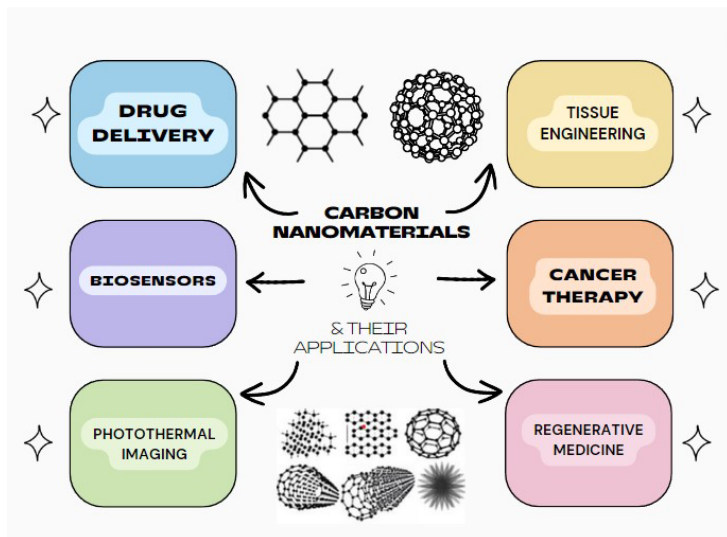 DRUG
DELIVERY
TISSUE
ENGINEERING
CARBON
NANOMATERIALS
BIOSENSORS
CANCER
THERAPY
& THEIR
APPLICATIONS
PHOTOTHERMAL
IMAGING
REGENERATIVE
MEDICINE